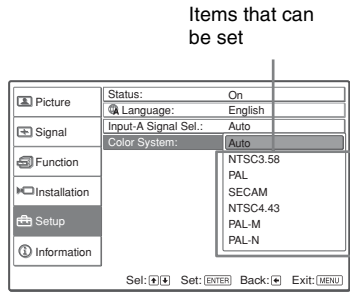 Items that can
be set
Picture
Signal
Function
Installation
Setup
Information
Status: On
Language: English
Input-A Signal Sel.: Auto
Color System: Auto
NTSC3.58
PAL
SECAM
NTSC4.43
PAL-M
PAL-N
Sel: Set: ENTER Back: Exit: MENU